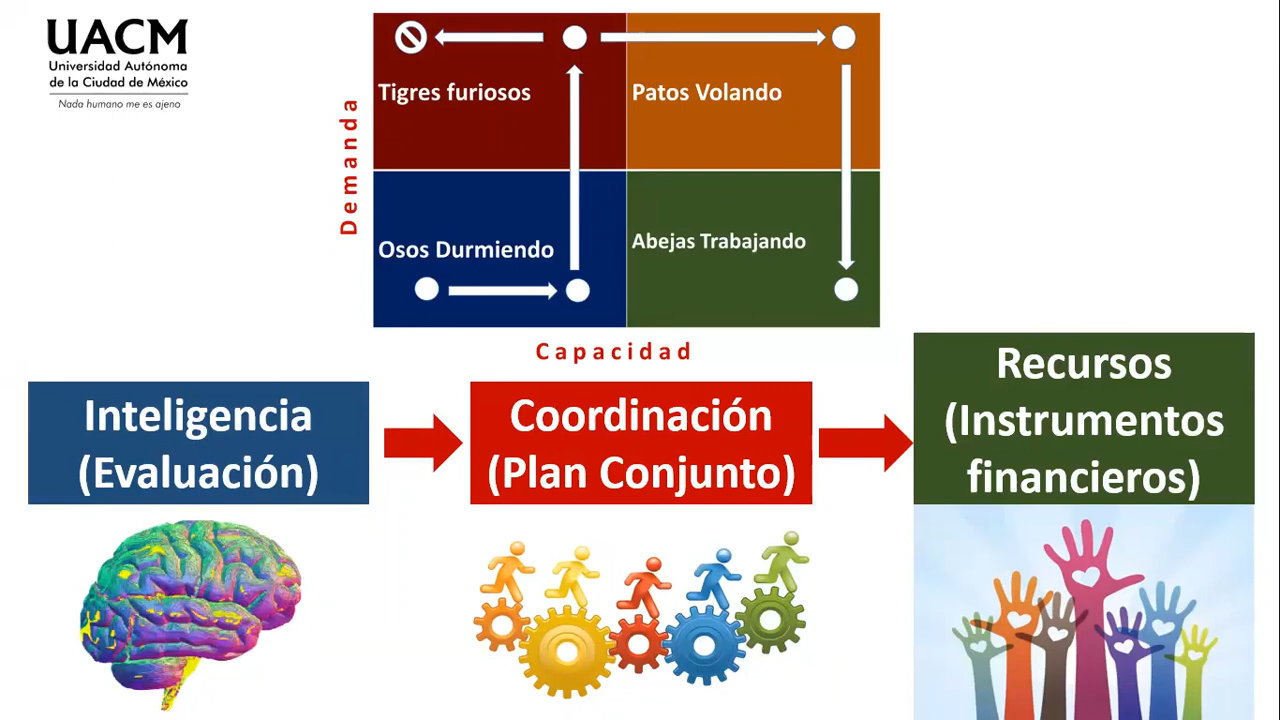 UACM
Universidad Autónoma
de la Ciudad de México
Nada humano me es ajeno
Demanda
Tigres furiosos
Patos Volando
Osos Durmiendo
Abejas Trabajando
Capacidad
Inteligencia
(Evaluación)
Coordinación
(Plan Conjunto)
Recursos
(Instrumentos
financieros)